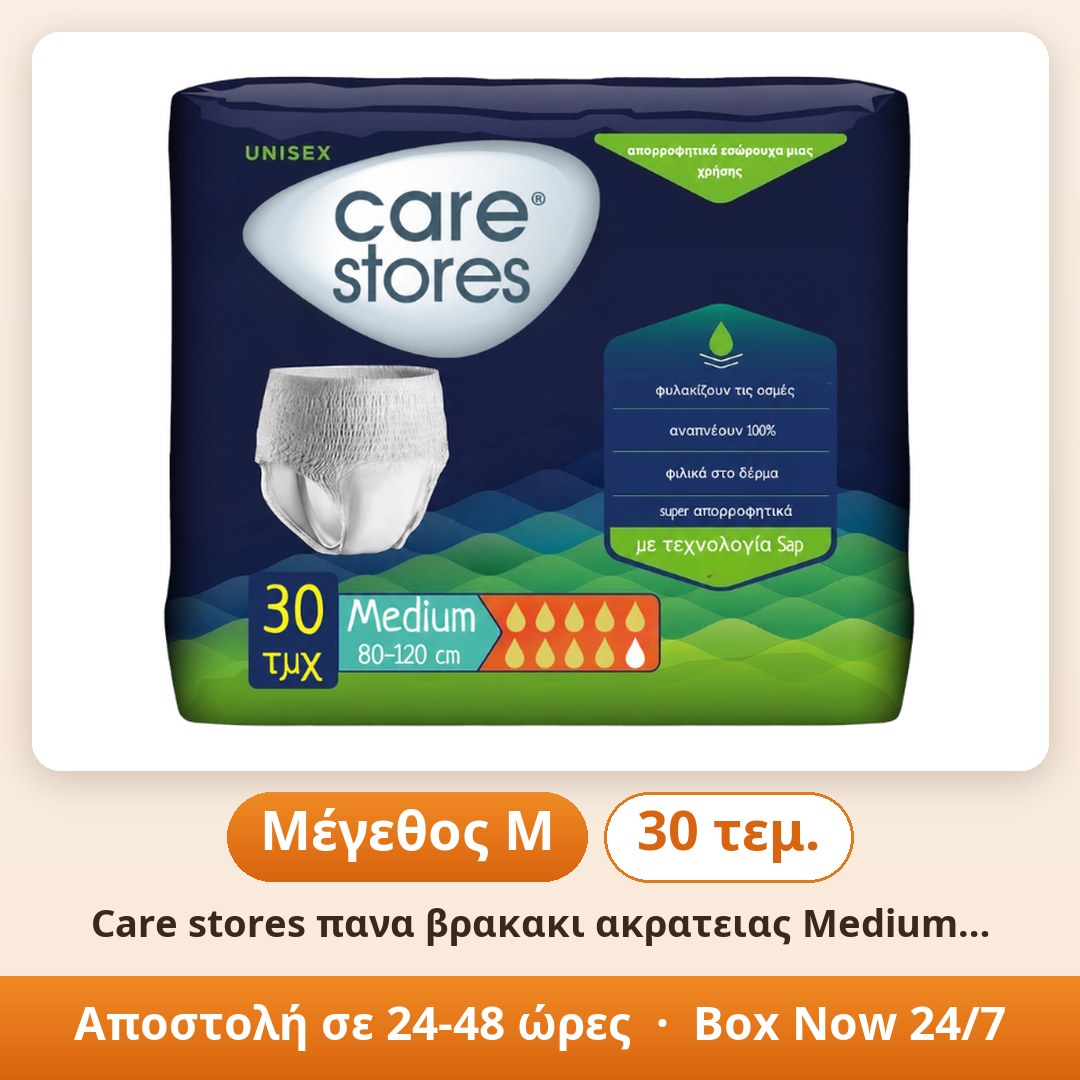 UNISEX
care®
stores
απορροφητικά εσώρουχα μιας
χρήσης
φυλακίζουν τις οσμές
αναπνέουν 100%
φιλικά στο δέρμα
super απορροφητικά
με τεχνολογία Sap
30
τμχ
Medium
80-120 cm
Μέγεθος M
30 τεμ.
Care stores πανα βρακακι ακρατειας Medium...
Αποστολή σε 24-48 ώρες · Box Now 24/7